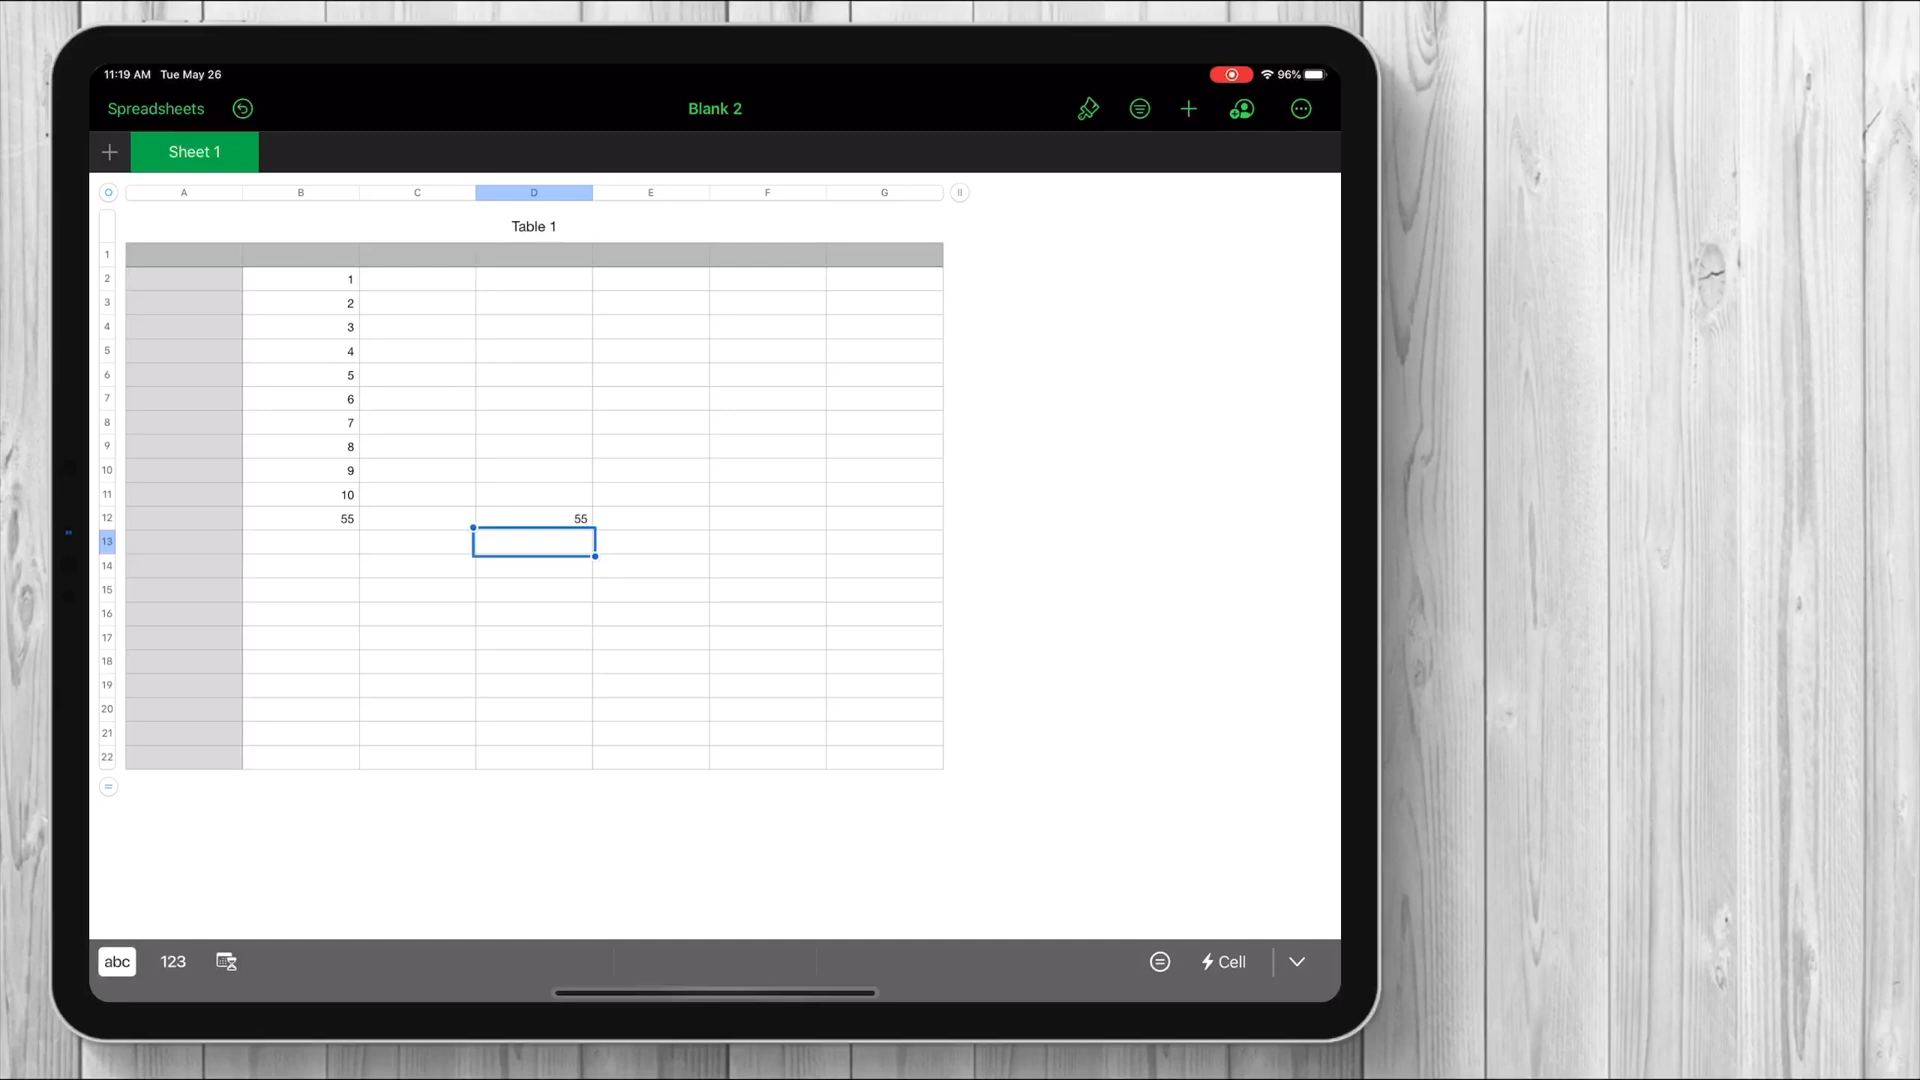 11:19 AM Tue May 26
96%
Spreadsheets
Blank 2
Sheet 1
A B C D E F G
Table 1
1
2 1
3 2
4 3
5 4
6 5
7 6
8 7
9 8
10 9
11 10
12 55 55
13
14
15
16
17
18
19
20
21
22
abc 123 Cell